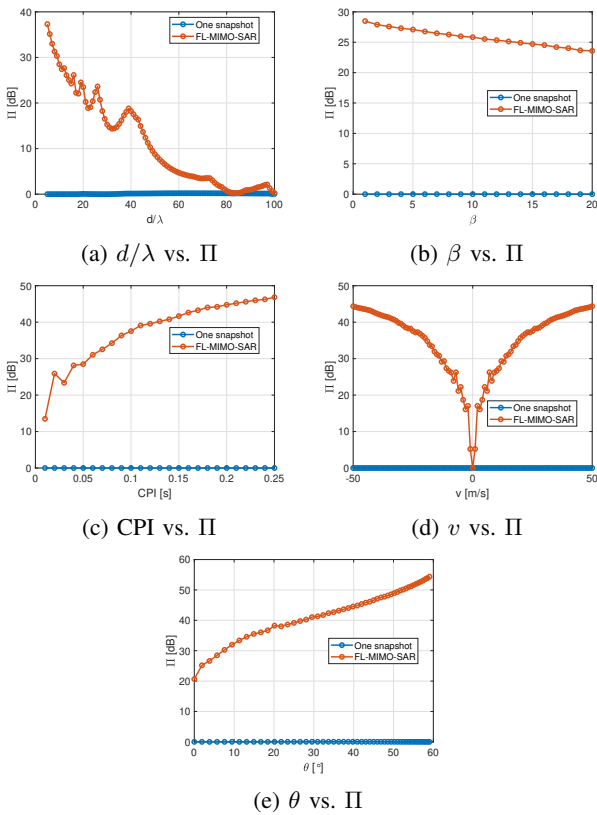 40
30
20
10
0
Π [dB]
One snapshot
FL-MIMO-SAR
0 20 40 60 80 100
d/λ
(a) d/λ vs. Π
30
25
20
15
10
5
0
Π [dB]
One snapshot
FL-MIMO-SAR
0 5 10 15 20
β
(b) β vs. Π
50
40
30
20
10
0
Π [dB]
One snapshot
FL-MIMO-SAR
0 0.05 0.1 0.15 0.2 0.25
CPI [s]
(c) CPI vs. Π
50
40
30
20
10
0
Π [dB]
One snapshot
FL-MIMO-SAR
-50 0 50
v [m/s]
(d) v vs. Π
60
50
40
30
20
10
0
Π [dB]
One snapshot
FL-MIMO-SAR
0 10 20 30 40 50 60
θ [°]
(e) θ vs. Π